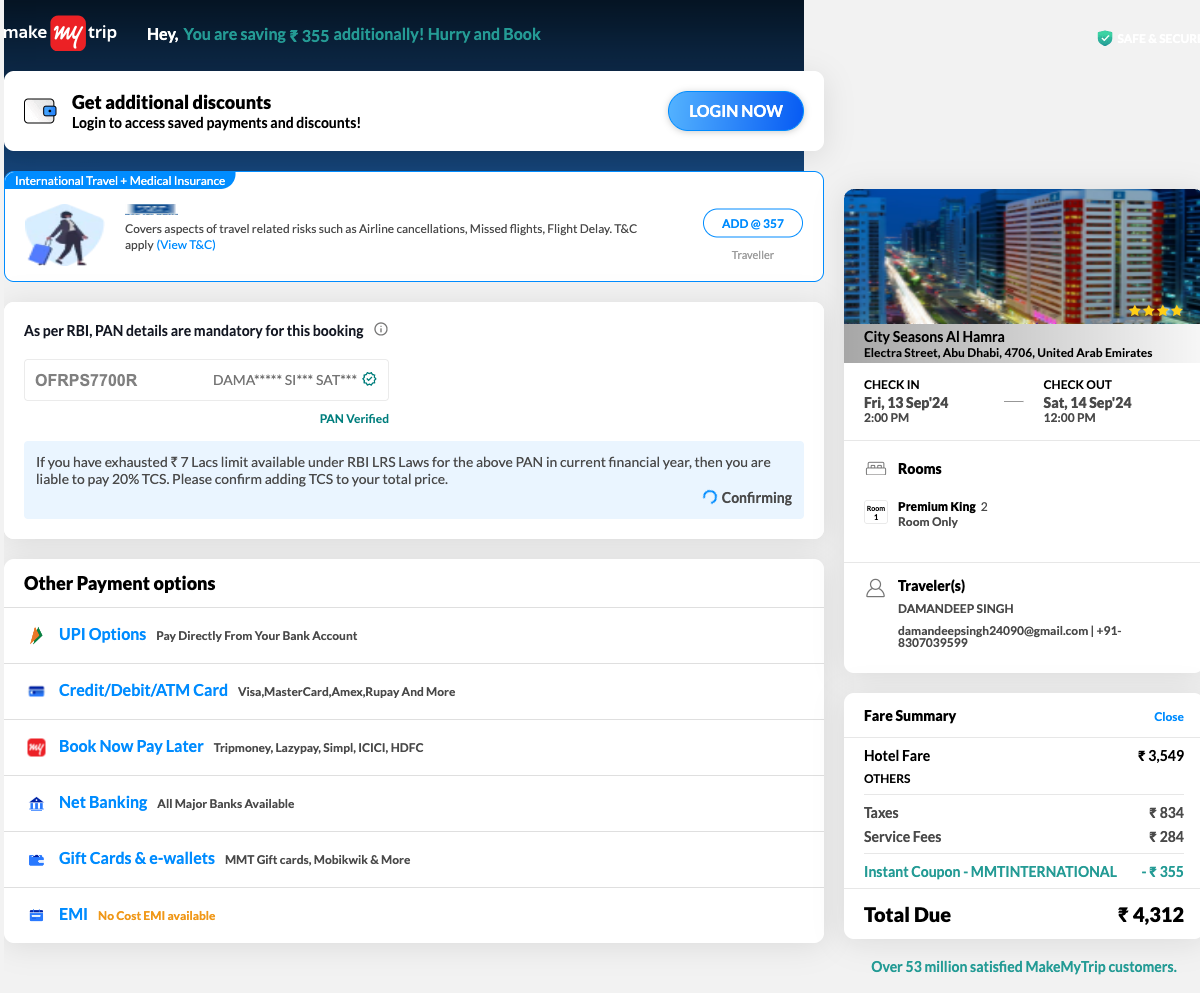 make my trip
Hey, You are saving ₹ 355 additionally! Hurry and Book
SAFE & SECURE
Get additional discounts
Login to access saved payments and discounts!
LOGIN NOW
International Travel + Medical Insurance
Covers aspects of travel related risks such as Airline cancellations, Missed flights, Flight Delay. T&C
apply (View T&C)
ADD @ 357
Traveller
As per RBI, PAN details are mandatory for this booking
OFRPS7700R
DAMA***** SI*** SAT***
PAN Verified
If you have exhausted ₹ 7 Lacs limit available under RBI LRS Laws for the above PAN in current financial year, then you are
liable to pay 20% TCS. Please confirm adding TCS to your total price.
Confirming
Other Payment options
UPI Options Pay Directly From Your Bank Account
Credit/Debit/ATM Card Visa,MasterCard,Amex,Rupay And More
Book Now Pay Later Tripmoney, Lazypay, Simpl, ICICI, HDFC
Net Banking All Major Banks Available
Gift Cards & e-wallets MMT Gift cards, Mobikwik & More
EMI No Cost EMI available
City Seasons Al Hamra
Electra Street, Abu Dhabi, 4706, United Arab Emirates
CHECK IN
Fri, 13 Sep'24
2:00 PM
CHECK OUT
Sat, 14 Sep'24
12:00 PM
Rooms
Room
1
Premium King 2
Room Only
Traveler(s)
DAMANDEEP SINGH
damandeepsingh24090@gmail.com | +91-
8307039599
Fare Summary
Close
Hotel Fare ₹ 3,549
OTHERS
Taxes ₹ 834
Service Fees ₹ 284
Instant Coupon - MMTINTERNATIONAL - ₹ 355
Total Due ₹ 4,312
Over 53 million satisfied MakeMyTrip customers.